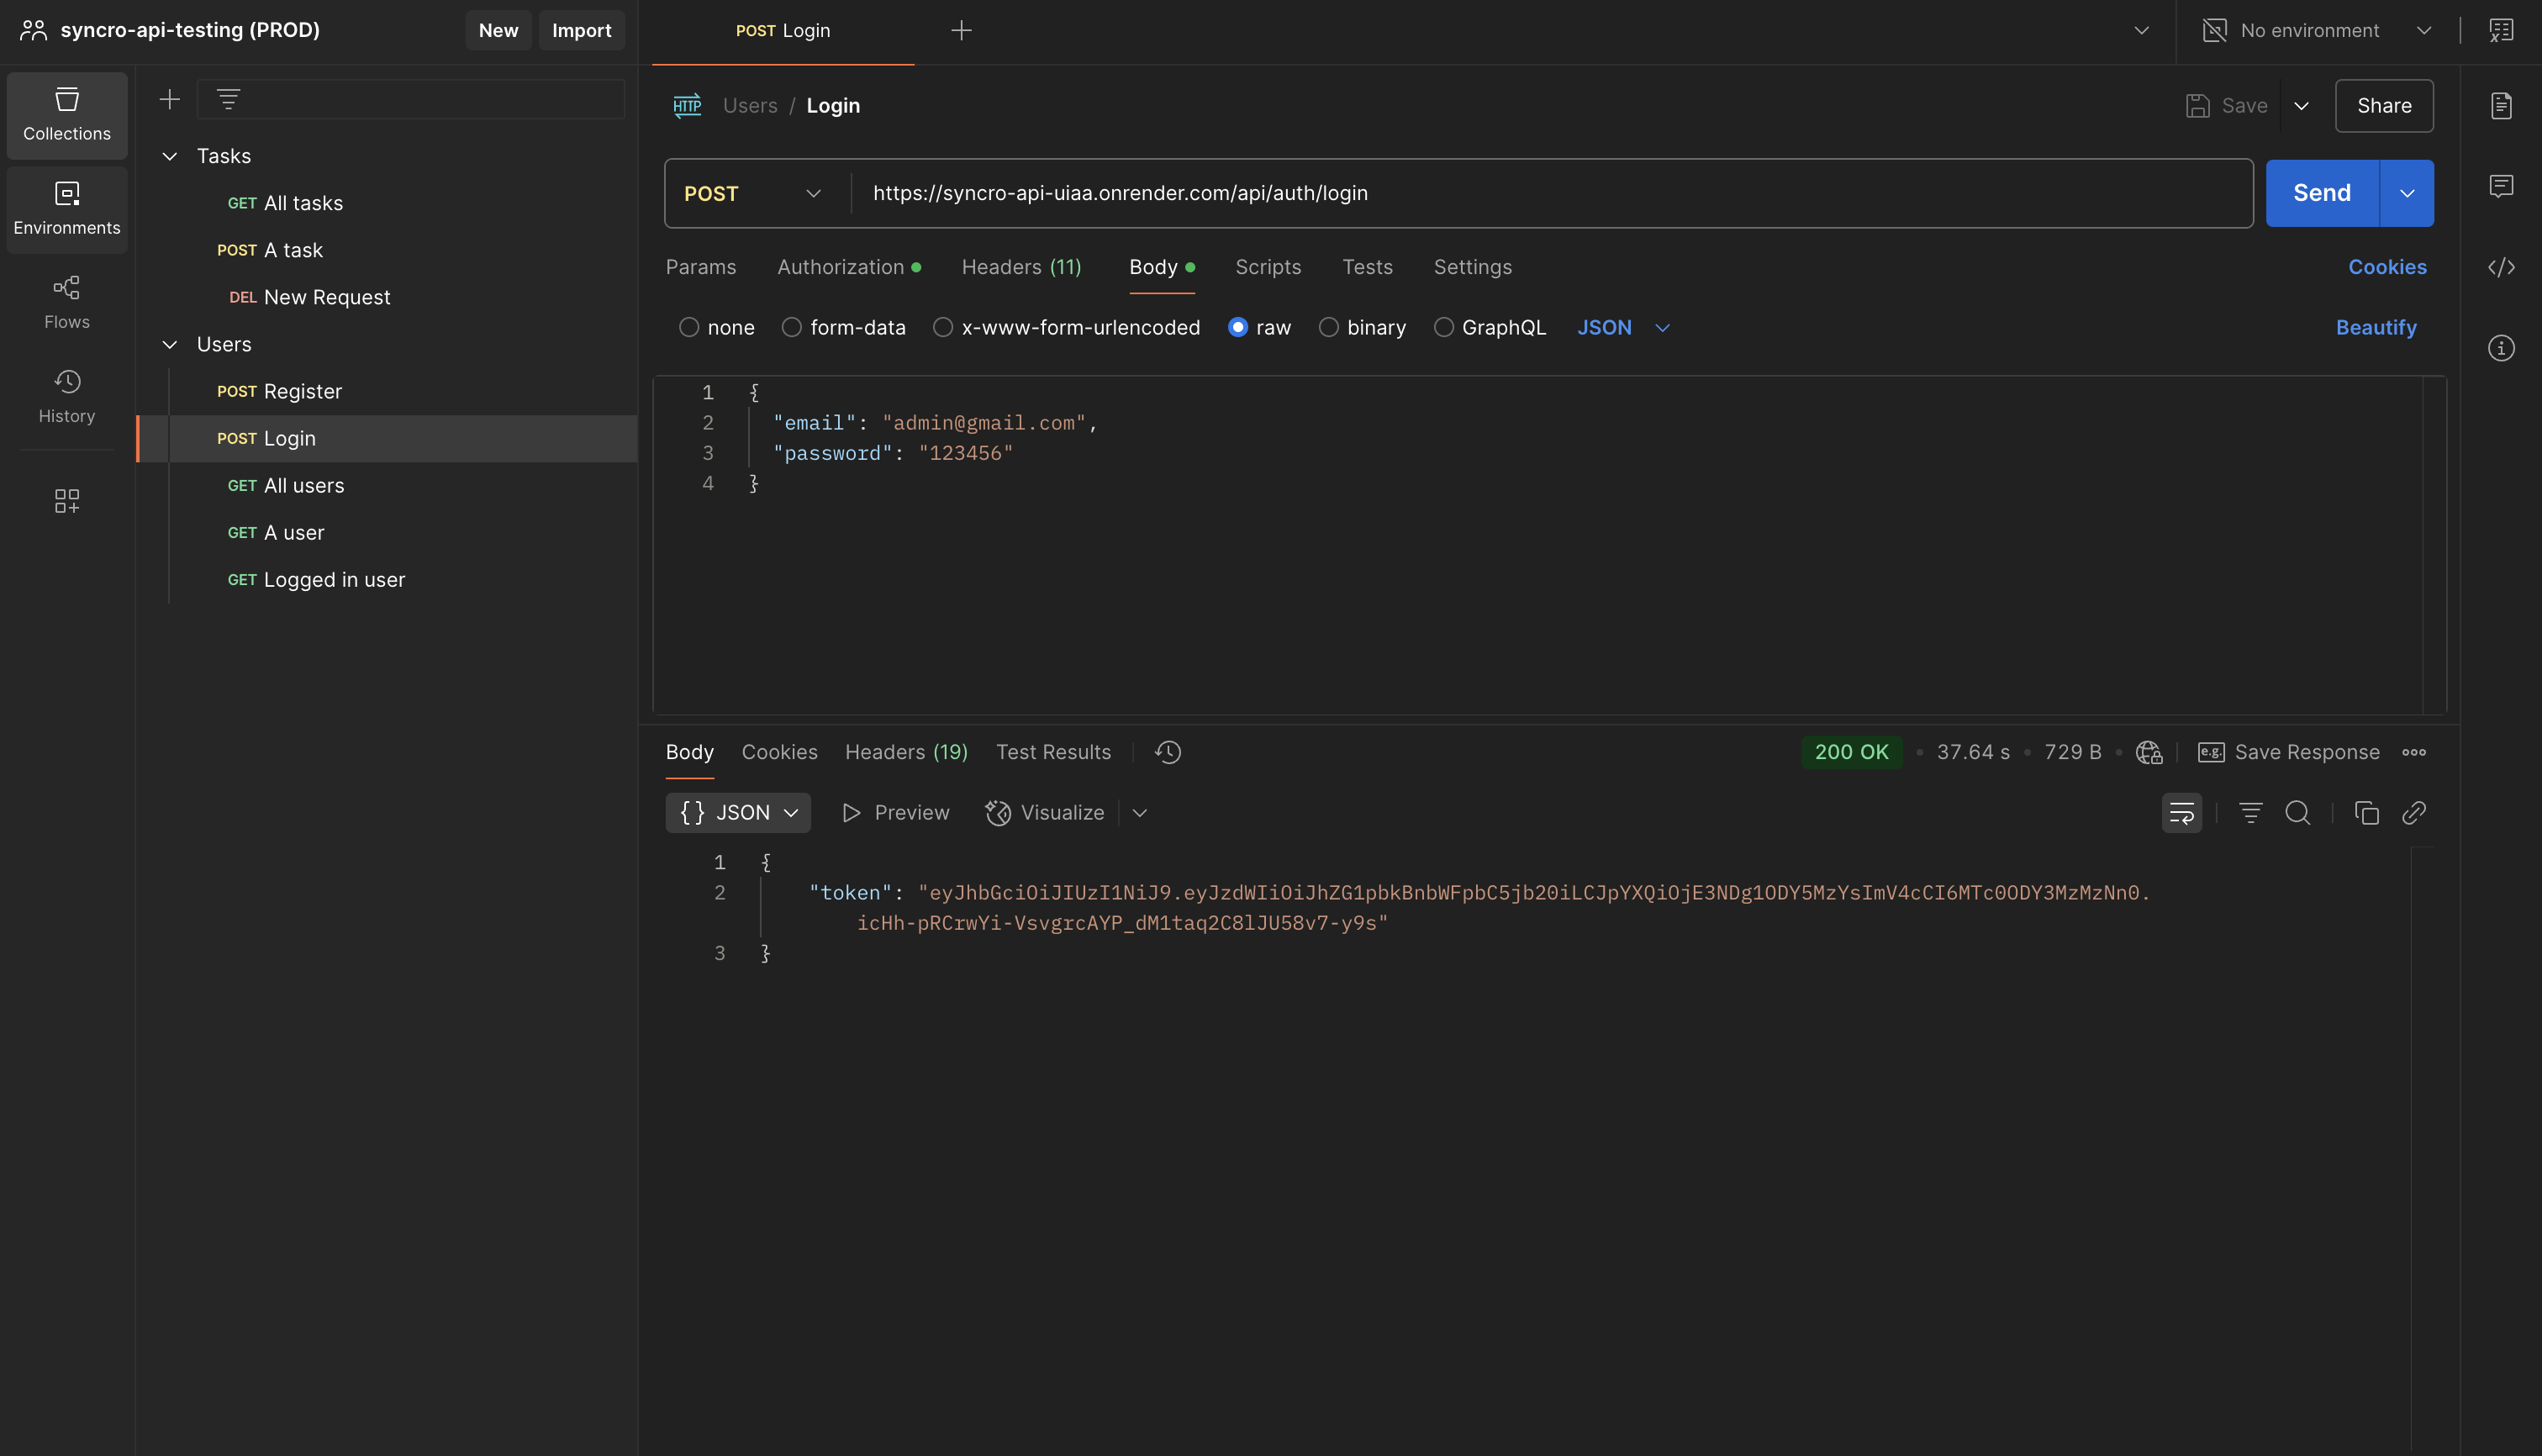 syncro-api-testing (PROD)
New
Import
POST Login
No environment
Collections
Environments
Flows
History
Tasks
GET All tasks
POST A task
DEL New Request
Users
POST Register
POST Login
GET All users
GET A user
GET Logged in user
HTTP Users / Login
Save
Share
POST
https://syncro-api-uiaa.onrender.com/api/auth/login
Send
Params Authorization Headers (11) Body Scripts Tests Settings
Cookies
none form-data x-www-form-urlencoded raw binary GraphQL JSON
Beautify
1 {
2 "email": "admin@gmail.com",
3 "password": "123456"
4 }
Body Cookies Headers (19) Test Results
200 OK • 37.64 s • 729 B •
e.g. Save Response
{} JSON Preview Visualize
1 {
2 "token": "eyJhbGciOiJIUzI1NiJ9.eyJzdWIiOiJhZG1pbkBnbWFpbC5jb20iLCJpYXQiOjE3NDg1ODY5MzYsImV4cCI6MTc0ODY3MzMzNn0.
icHh-pRCrwYi-VsvgrcAYP_dM1taq2C8lJU58v7-y9s"
3 }